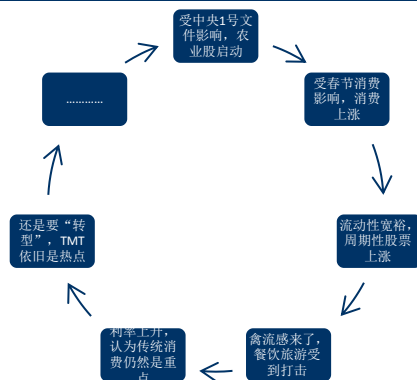 受中央1号文
件影响，农
业股启动
受春节消费
影响，消费
上涨
流动性宽裕，
周期性股票
上涨
禽流感来了，
餐饮旅游受
到打击
利率上升，
认为传统消
费仍然是重
点
还是要“转
型”，TMT
依旧是热点
…………